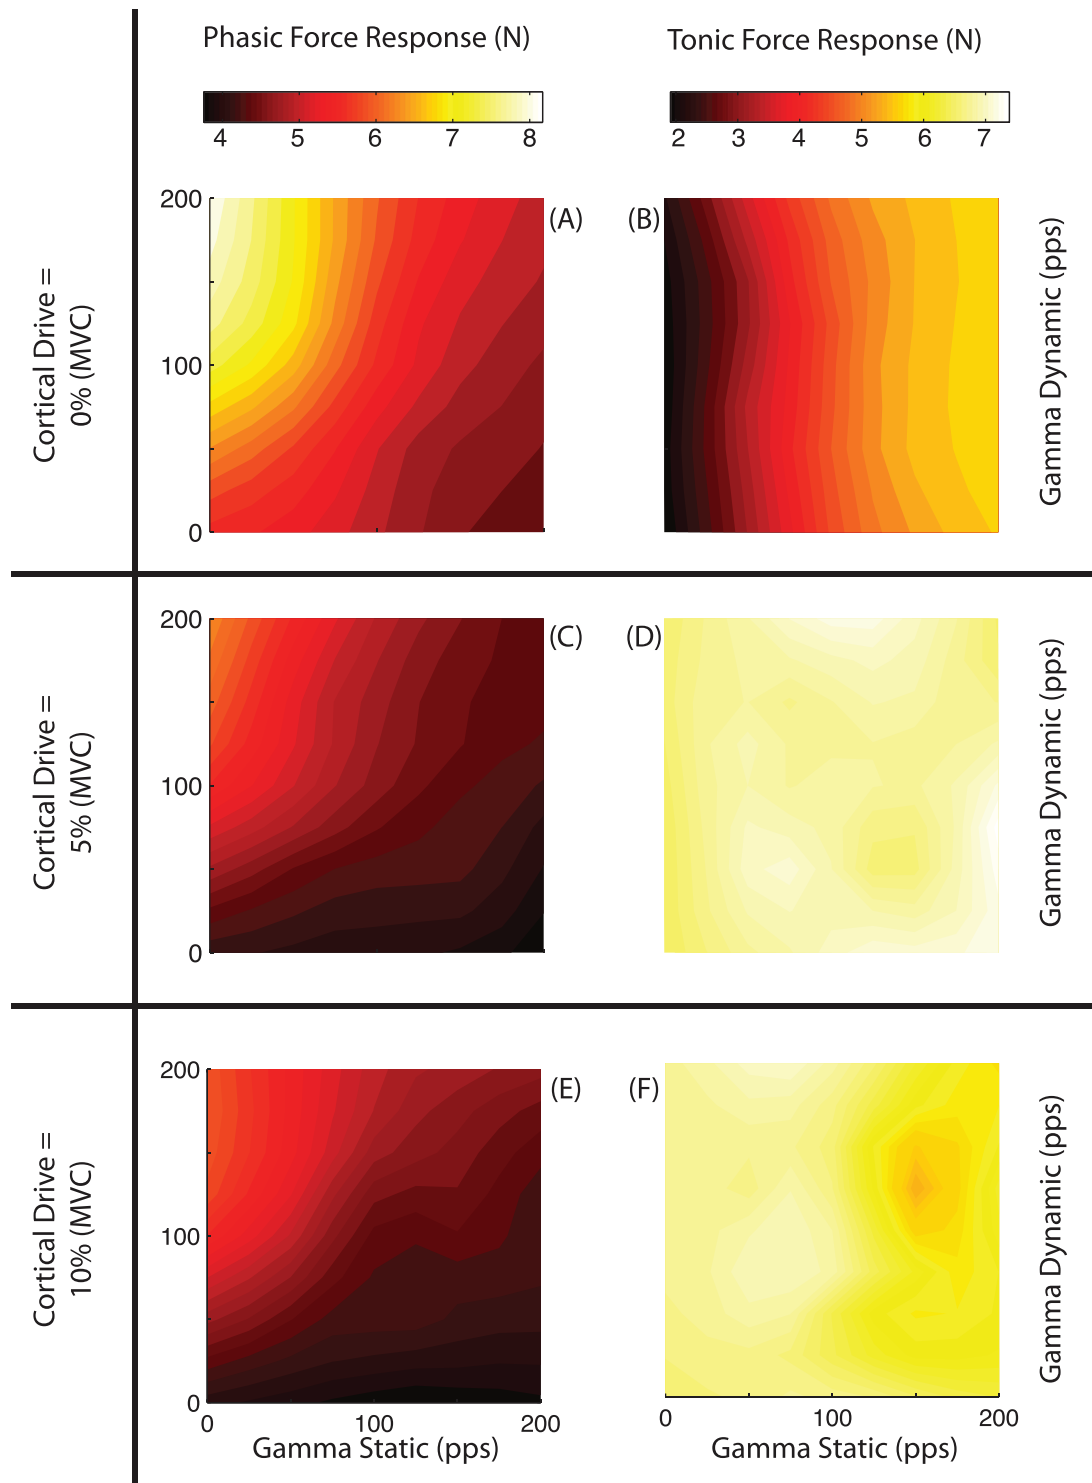 Phasic Force Response (N)
Tonic Force Response (N)
4 5 6 7 8
2 3 4 5 6 7
Cortical Drive =
0% (MVC)
200
100
0
(A)
(B)
Gamma Dynamic (pps)
Cortical Drive =
5% (MVC)
200
100
0
(C)
(D)
Gamma Dynamic (pps)
Cortical Drive =
10% (MVC)
200
100
0
(E)
(F)
Gamma Dynamic (pps)
0 100 200
0 100 200
Gamma Static (pps)
Gamma Static (pps)